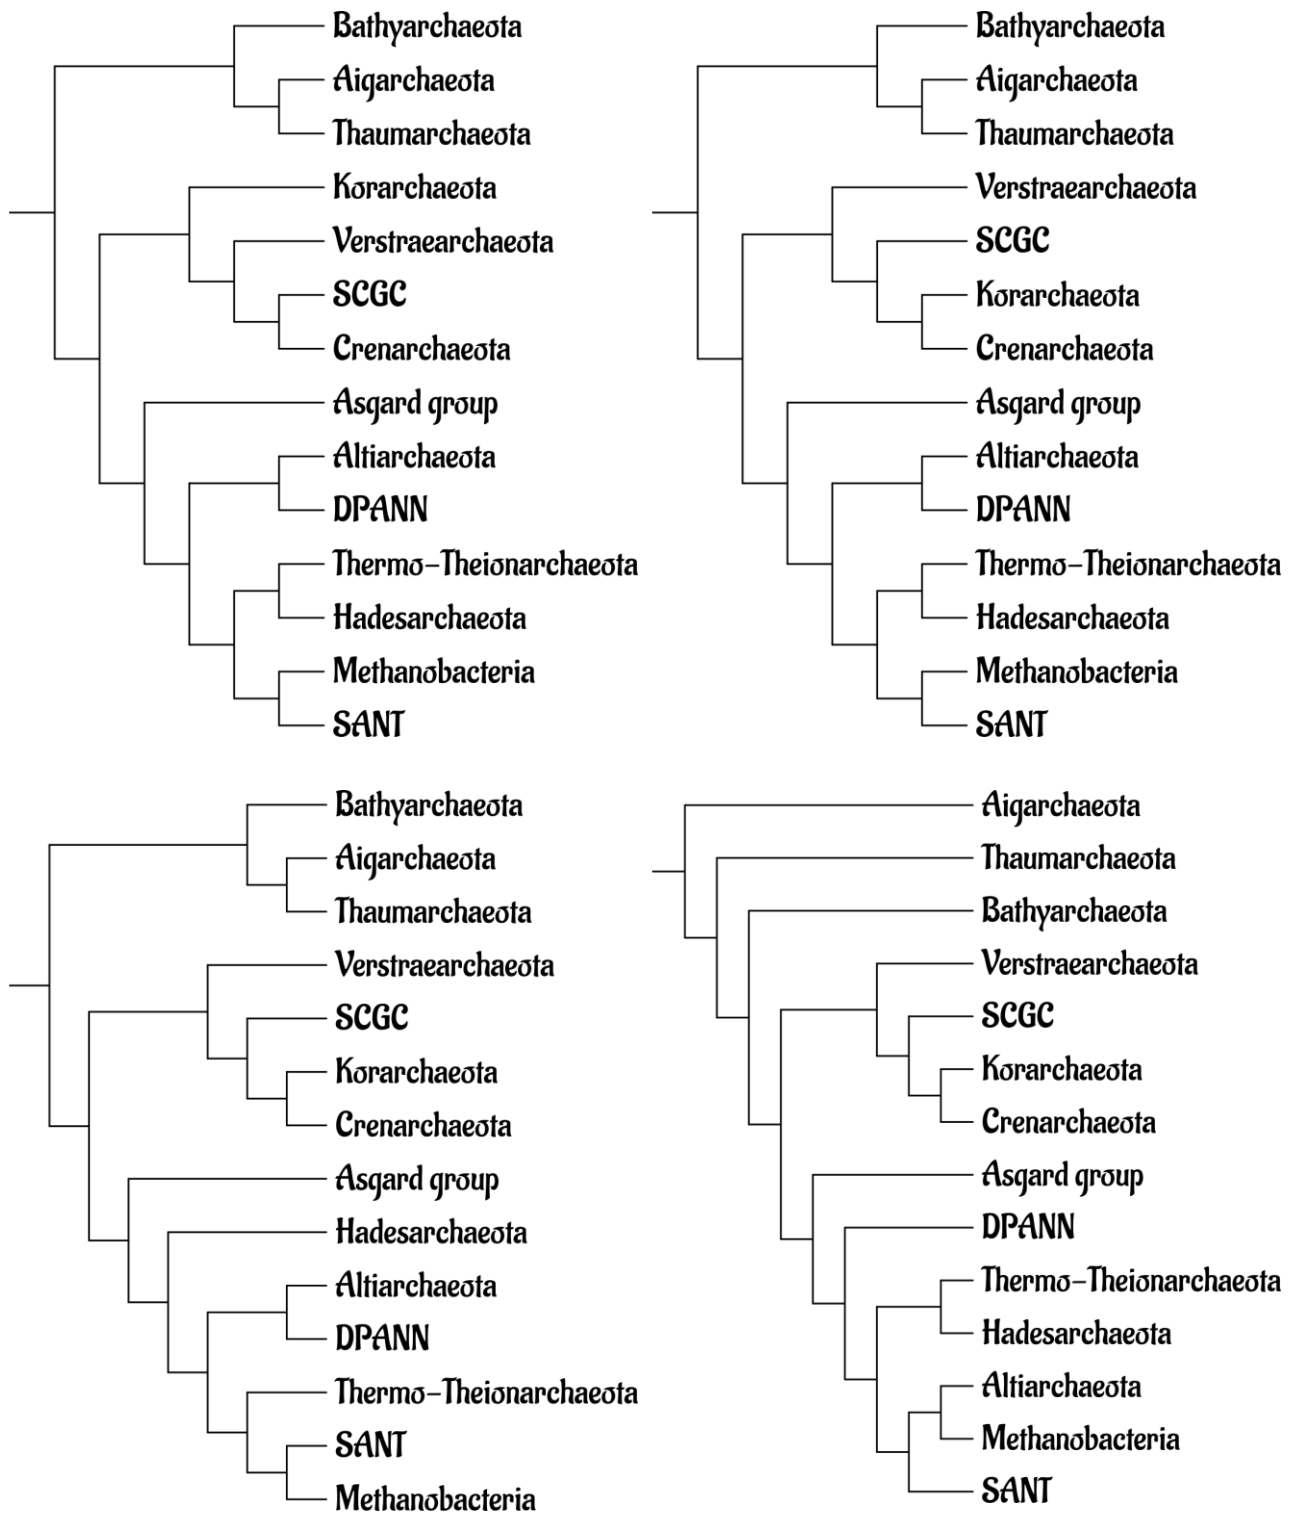 Bathyarchaeota
Aigarchaeota
Thaumarchaeota
Korarchaeota
Verstraearchaeota
SCGC
Crenarchaeota
Asgard group
Altiarchaeota
DPANN
Thermo-Theionarchaeota
Hadesarchaeota
Methanobacteria
SANT
Bathyarchaeota
Aigarchaeota
Thaumarchaeota
Verstraearchaeota
SCGC
Korarchaeota
Crenarchaeota
Asgard group
Altiarchaeota
DPANN
Thermo-Theionarchaeota
Hadesarchaeota
Methanobacteria
SANT
Bathyarchaeota
Aigarchaeota
Thaumarchaeota
Verstraearchaeota
SCGC
Korarchaeota
Crenarchaeota
Asgard group
Hadesarchaeota
Altiarchaeota
DPANN
Thermo-Theionarchaeota
SANT
Methanobacteria
Aigarchaeota
Thaumarchaeota
Bathyarchaeota
Verstraearchaeota
SCGC
Korarchaeota
Crenarchaeota
Asgard group
DPANN
Thermo-Theionarchaeota
Hadesarchaeota
Altiarchaeota
Methanobacteria
SANT